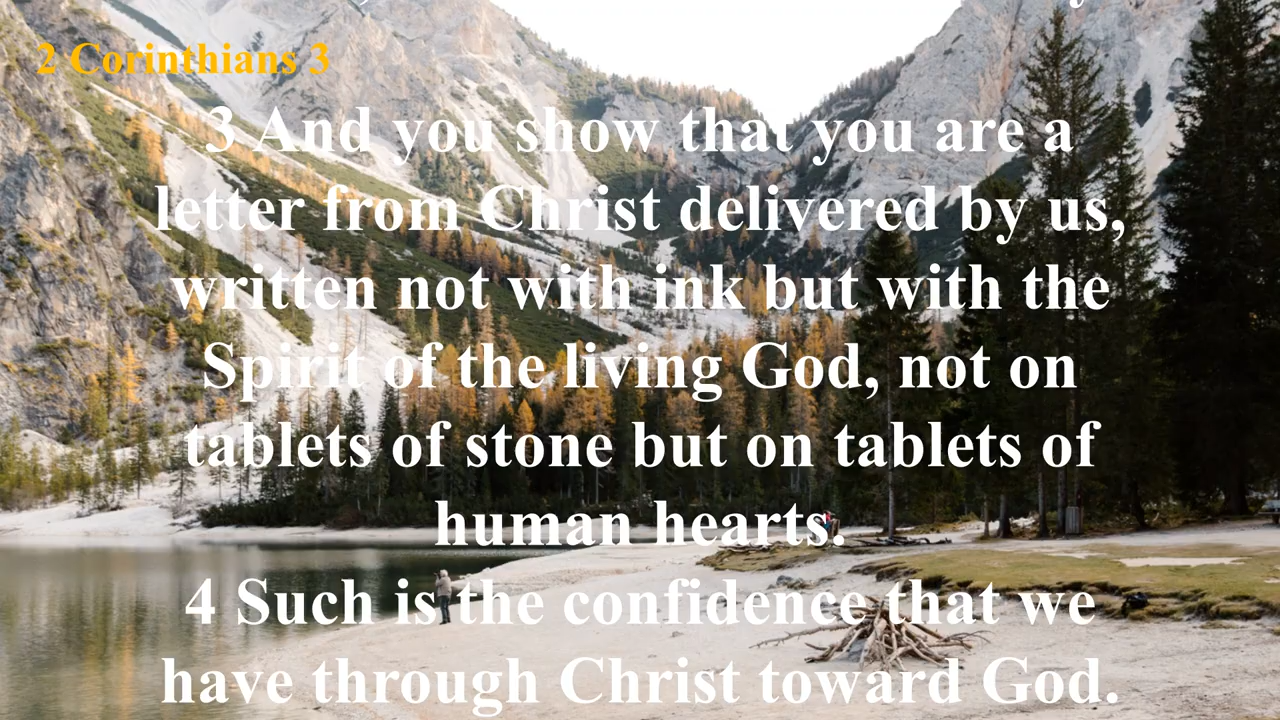 2 Corinthians 3
3 And you show that you are a
letter from Christ delivered by us,
written not with ink but with the
Spirit of the living God, not on
tablets of stone but on tablets of
human hearts.
4 Such is the confidence that we
have through Christ toward God.